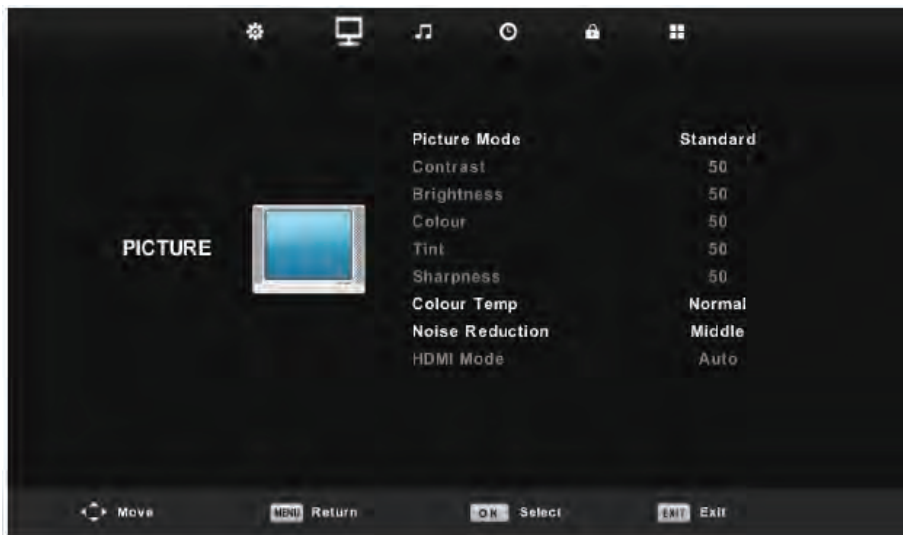 Picture Mode Standard
Contrast 50
Brightness 50
Colour 50
PICTURE
Tint 50
Sharpness 50
Colour Temp Normal
Noise Reduction Middle
HDMI Mode Auto
Move MENU Return OK Select EXIT Exit